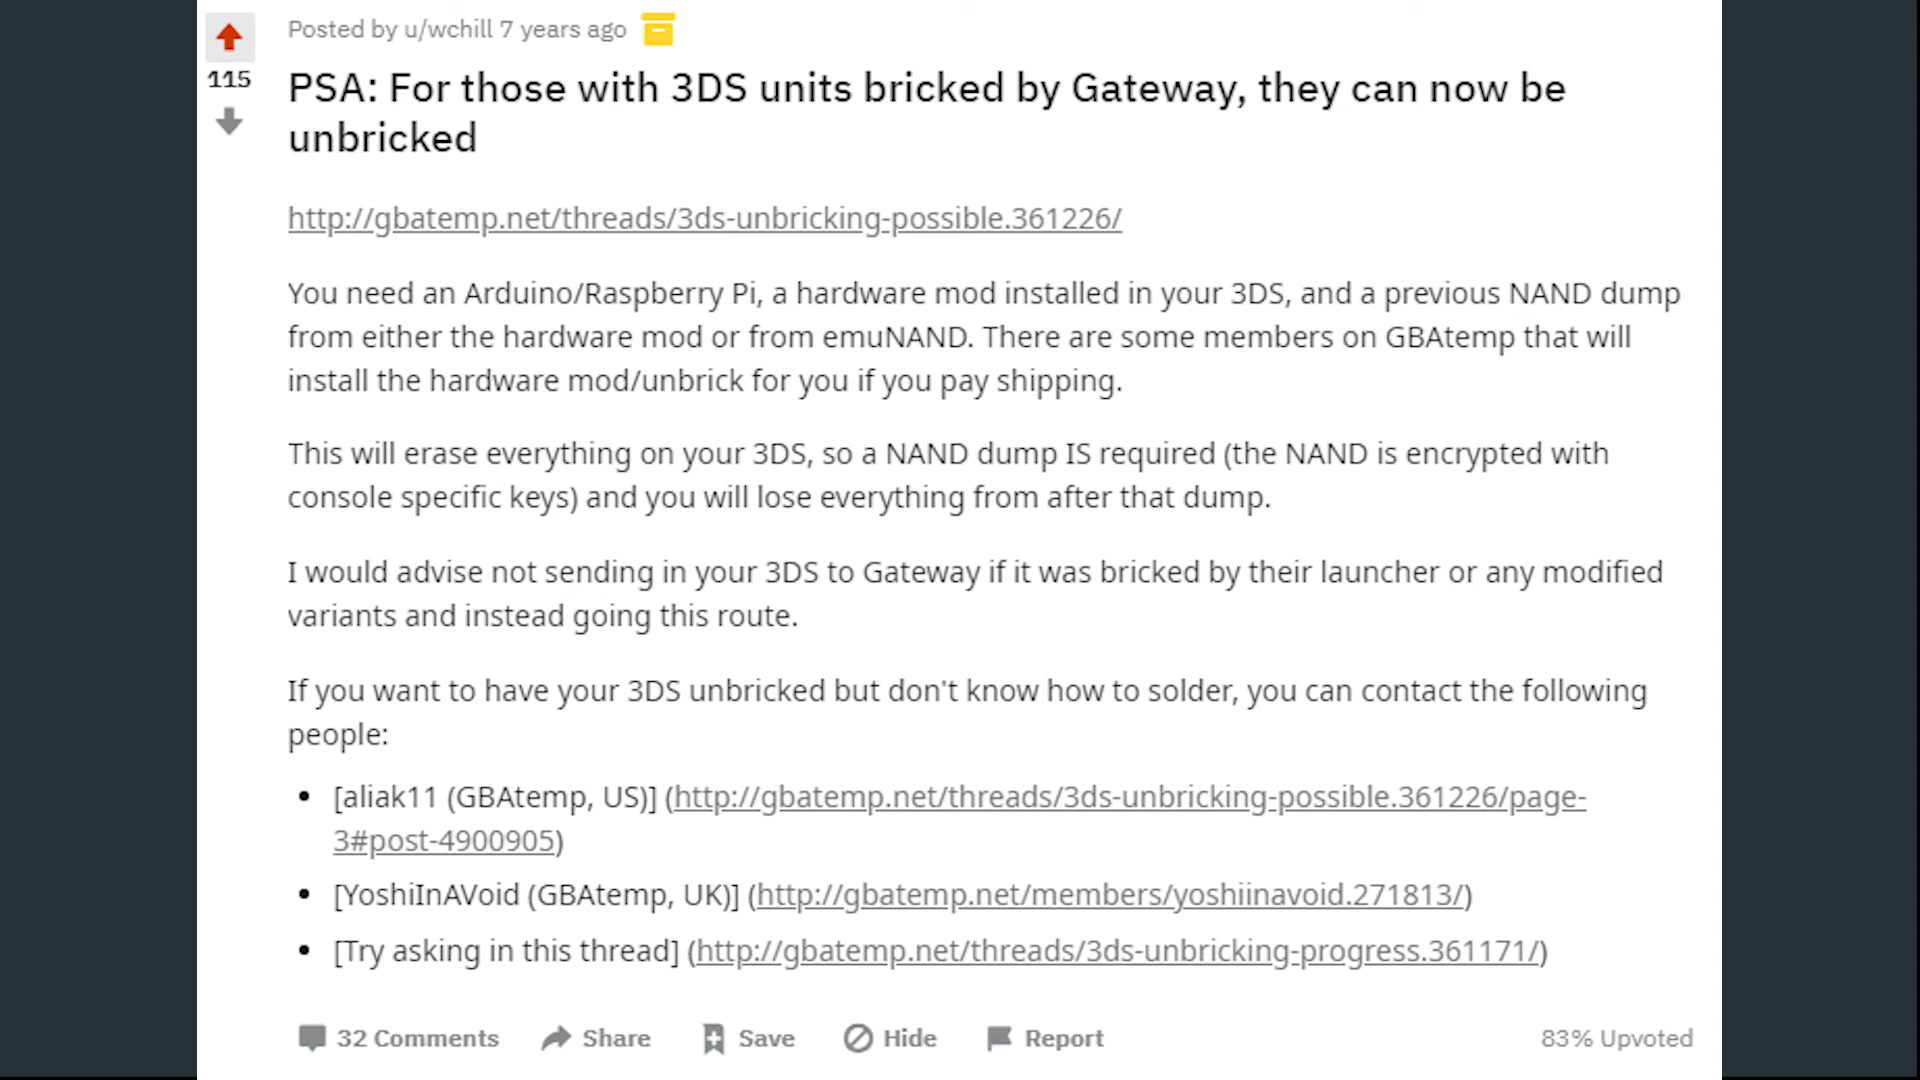 Posted by u/wchill 7 years ago
115
PSA: For those with 3DS units bricked by Gateway, they can now be
unbricked
http://gbatemp.net/threads/3ds-unbricking-possible.361226/
You need an Arduino/Raspberry Pi, a hardware mod installed in your 3DS, and a previous NAND dump
from either the hardware mod or from emuNAND. There are some members on GBAtemp that will
install the hardware mod/unbrick for you if you pay shipping.
This will erase everything on your 3DS, so a NAND dump IS required (the NAND is encrypted with
console specific keys) and you will lose everything from after that dump.
I would advise not sending in your 3DS to Gateway if it was bricked by their launcher or any modified
variants and instead going this route.
If you want to have your 3DS unbricked but don't know how to solder, you can contact the following
people:
• [aliak11 (GBAtemp, US)] (http://gbatemp.net/threads/3ds-unbricking-possible.361226/page-
3#post-4900905)
• [YoshiInAVoid (GBAtemp, UK)] (http://gbatemp.net/members/yoshiinavoid.271813/)
• [Try asking in this thread] (http://gbatemp.net/threads/3ds-unbricking-progress.361171/)
32 Comments Share Save Hide Report 83% Upvoted